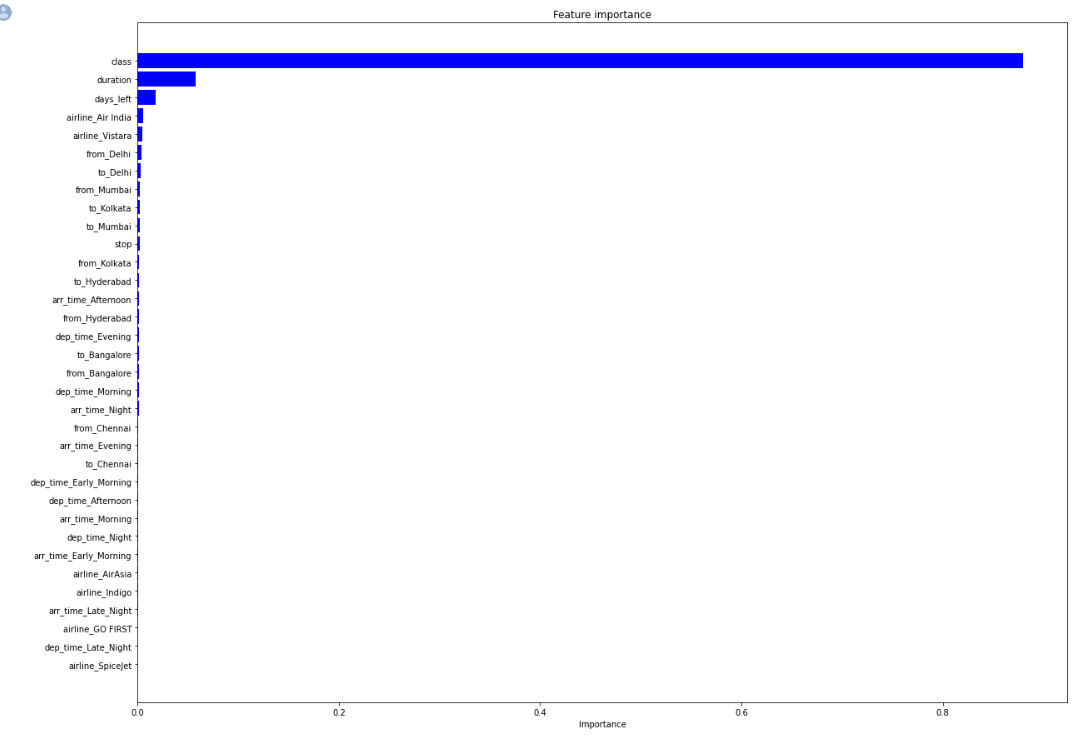 Feature importance
class
duration
days_left
airline_Air India
airline_Vistara
from_Delhi
to_Delhi
from_Mumbai
to_Kolkata
to_Mumbai
stop
from_Kolkata
to_Hyderabad
arr_time_Afternoon
from_Hyderabad
dep_time_Evening
to_Bangalore
from_Bangalore
dep_time_Morning
arr_time_Night
from_Chennai
arr_time_Evening
to_Chennai
dep_time_Early_Morning
dep_time_Afternoon
arr_time_Morning
dep_time_Night
arr_time_Early_Morning
airline_AirAsia
airline_Indigo
arr_time_Late_Night
airline_GO FIRST
dep_time_Late_Night
airline_SpiceJet
0.0 0.2 0.4 0.6 0.8
Importance